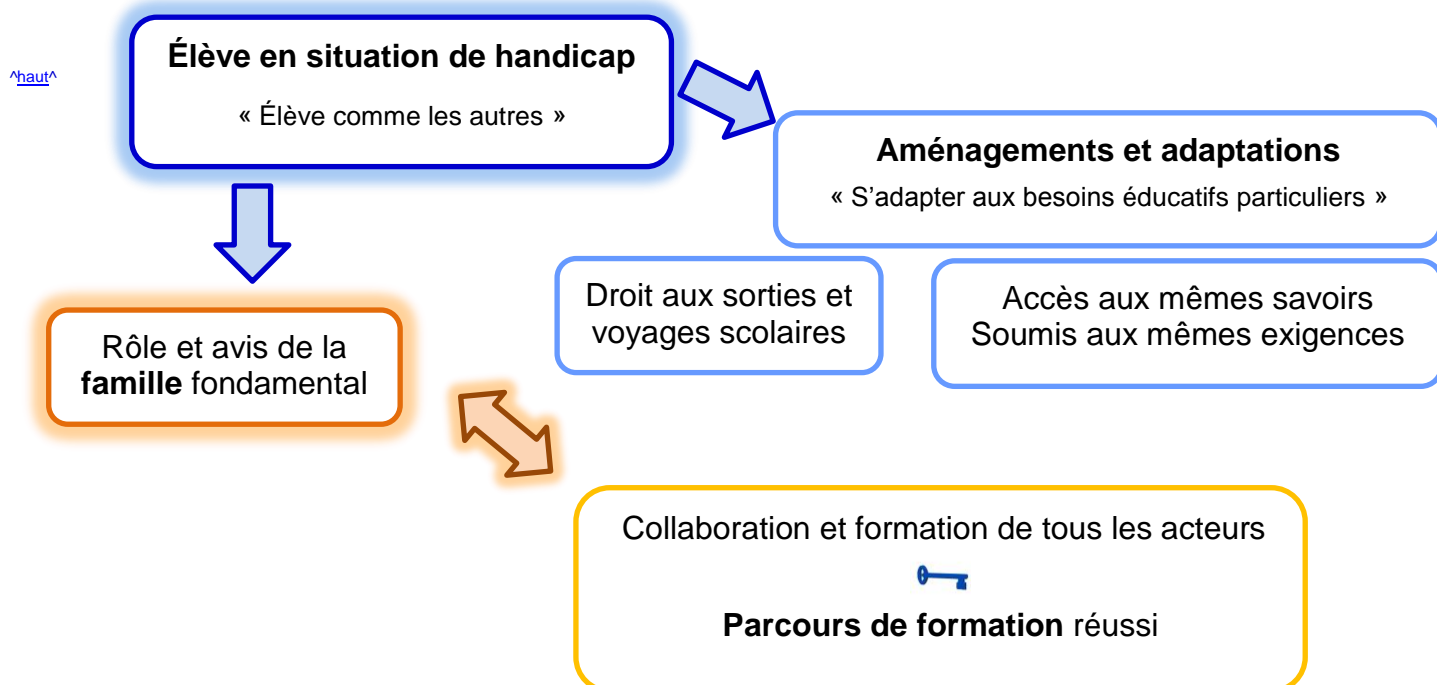 ^haut^
Élève en situation de handicap
« Élève comme les autres »
Aménagements et adaptations
« S’adapter aux besoins éducatifs particuliers »
Droit aux sorties et
voyages scolaires
Accès aux mêmes savoirs
Soumis aux mêmes exigences
Rôle et avis de la
famille fondamental
Collaboration et formation de tous les acteurs
Parcours de formation réussi